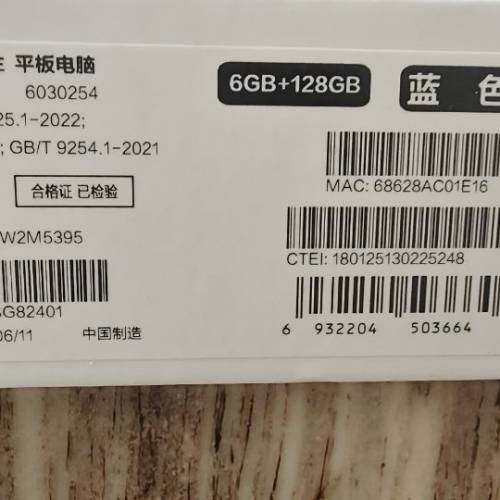 平板电脑
6GB+128GB
蓝色
6030254
25.1-2022;
; GB/T 9254.1-2021
合格证 已检验
MAC: 68628AC01E16
W2M5395
CTEI: 180125130225248
G82401
06/11
中国制造
6 932204 503664